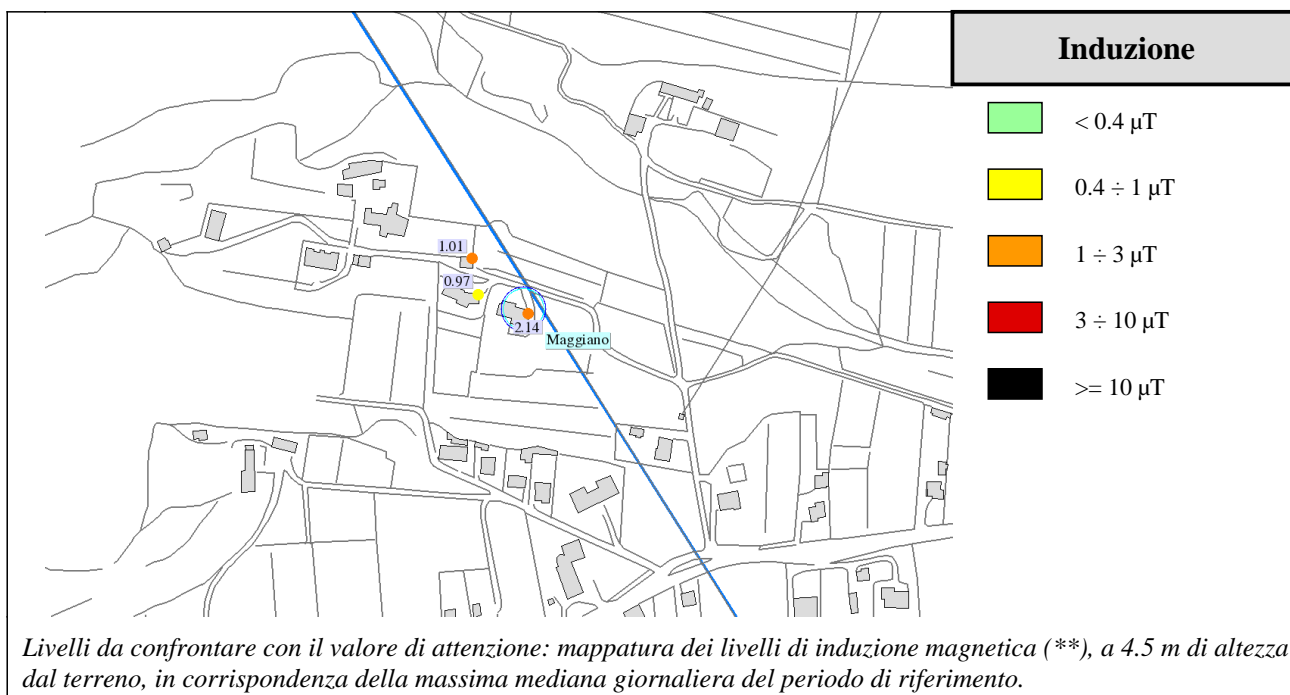 Induzione
< 0.4 µT
0.4 ÷ 1 µT
1 ÷ 3 µT
3 ÷ 10 µT
>= 10 µT
1.01
0.97
2.14
Maggiano
Livelli da confrontare con il valore di attenzione: mappatura dei livelli di induzione magnetica (**), a 4.5 m di altezza
dal terreno, in corrispondenza della massima mediana giornaliera del periodo di riferimento.